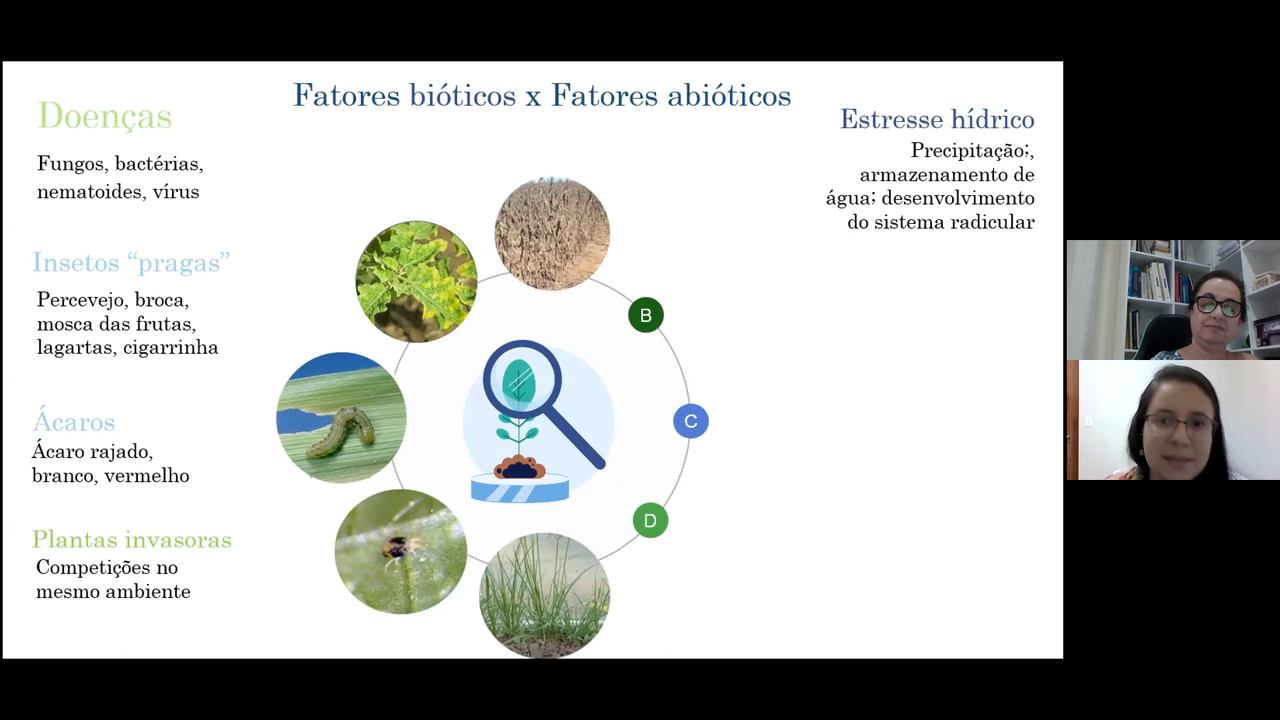 Fatores bióticos x Fatores abióticos
Doenças
Fungos, bactérias,
nematoides, vírus
Insetos “pragas”
Percevejo, broca,
mosca das frutas,
lagartas, cigarrinha
Ácaros
Ácaro rajado,
branco, vermelho
Plantas invasoras
Competições no
mesmo ambiente
Estresse hídrico
Precipitação;,
armazenamento de
água; desenvolvimento
do sistema radicular
B
C
D